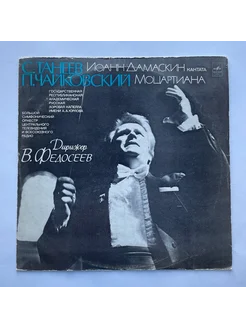 С. ТАНЕЕВ ИОАНН ДАМАСКИН КАНТАТА
П. ЧАЙКОВСКИЙ МОЦАРТИАНА
ГОСУДАРСТВЕННАЯ
РЕСПУБЛИКАНСКАЯ
АКАДЕМИЧЕСКАЯ
РУССКАЯ
ХОРОВАЯ КАПЕЛЛА
ИМЕНИ А.А. ЮРЛОВА
БОЛЬШОЙ
СИМФОНИЧЕСКИЙ
ОРКЕСТР
ЦЕНТРАЛЬНОГО
ТЕЛЕВИДЕНИЯ
И ВСЕСОЮЗНОГО
РАДИО
Дирижер
В. ФЕДОСЕЕВ